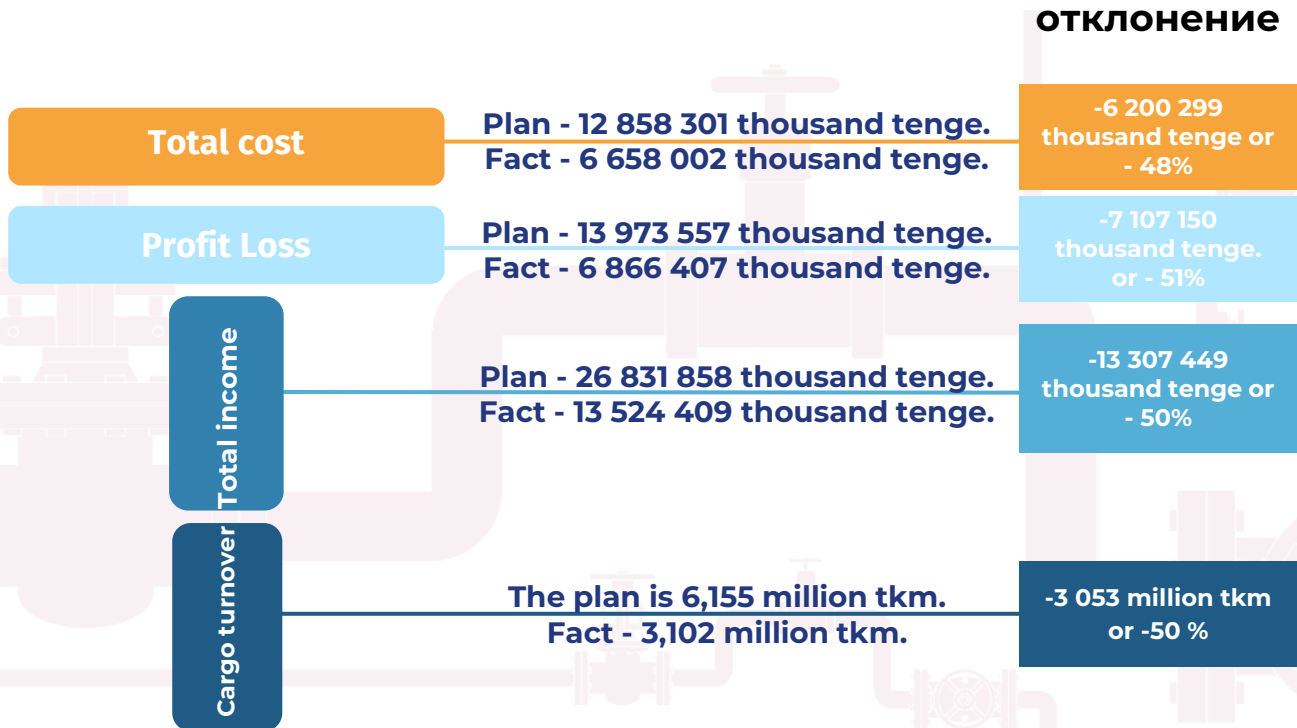 отклонение
Total cost
Plan - 12 858 301 thousand tenge.
Fact - 6 658 002 thousand tenge.
-6 200 299
thousand tenge or
- 48%
Profit Loss
Plan - 13 973 557 thousand tenge.
Fact - 6 866 407 thousand tenge.
-7 107 150
thousand tenge.
or - 51%
Total income
Plan - 26 831 858 thousand tenge.
Fact - 13 524 409 thousand tenge.
-13 307 449
thousand tenge or
- 50%
Cargo turnover
The plan is 6,155 million tkm.
Fact - 3,102 million tkm.
-3 053 million tkm
or -50 %